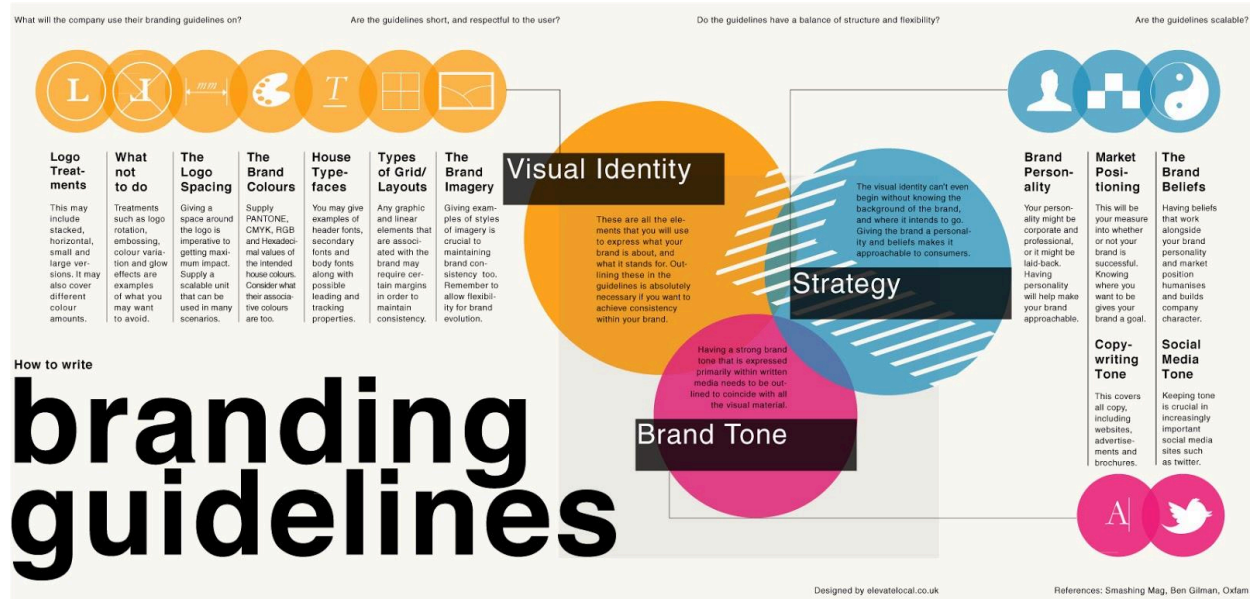 What will the company use their branding guidelines on?
Are the guidelines short, and respectful to the user?
Do the guidelines have a balance of structure and flexibility?
Are the guidelines scalable?
L
L
mm
T
Logo
Treat-
ments
This may
include
stacked,
horizontal,
small and
large ver-
sions. It may
also cover
different
colour
amounts.
What
not
to do
Treatments
such as logo
rotation,
embossing,
colour varia-
tion and glow
effects are
examples
of what you
may want
to avoid.
The
Logo
Spacing
Giving a
space around
the logo is
imperative to
getting maxi-
mum impact.
Supply a
scalable unit
that can be
used in many
scenarios.
The
Brand
Colours
Supply
PANTONE,
CMYK, RGB
and Hexadeci-
mal values of
the intended
house colours.
Consider what
their associa-
tive colours
are too.
House
Type-
faces
You may give
examples of
header fonts,
secondary
fonts and
body fonts
along with
possible
leading and
tracking
properties.
Types
of Grid/
Layouts
Any graphic
and linear
elements that
are associ-
ated with the
brand may
require cer-
tain margins
in order to
maintain
consistency.
The
Brand
Imagery
Giving exam-
ples of styles
of imagery is
crucial to
maintaining
brand con-
sistency too.
Remember to
allow flexibil-
ity for brand
evolution.
Visual Identity
These are all the ele-
ments that you will use
to express what your
brand is about, and
what it stands for. Out-
lining these in the
guidelines is absolutely
necessary if you want to
achieve consistency
within your brand.
The visual identity can't even
begin without knowing the
background of the brand,
and where it intends to go.
Giving the brand a personal-
ity and beliefs makes it
approachable to consumers.
Strategy
Having a strong brand
tone that is expressed
primarily within written
media needs to be out-
lined to coincide with all
the visual material.
Brand Tone
Brand
Person-
ality
Your person-
ality might be
corporate and
professional,
or it might be
laid-back.
Having
personality
will help make
your brand
approachable.
Market
Posi-
tioning
This will be
your measure
into whether
or not your
brand is
successful.
Knowing
where you
want to be
gives your
brand a goal.
The
Brand
Beliefs
Having beliefs
that work
alongside
your brand
personality
and market
position
humanises
and builds
company
character.
Copy-
writing
Tone
This covers
all copy,
including
websites,
advertise-
ments and
brochures.
Social
Media
Tone
Keeping tone
is crucial in
increasingly
important
social media
sites such
as twitter.
A
How to write
branding
guidelines
Designed by elevatelocal.co.uk
References: Smashing Mag, Ben Gilman, Oxfam